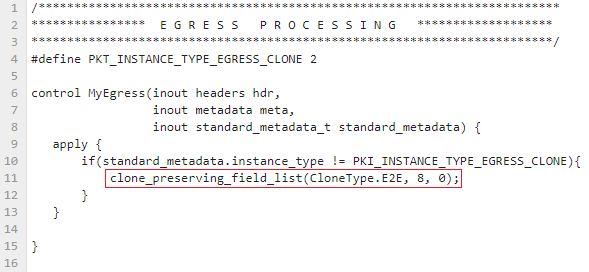 1 /*************************************************************************
2 **************** E G R E S S   P R O C E S S I N G   *******************
3 *************************************************************************/
4 #define PKT_INSTANCE_TYPE_EGRESS_CLONE 2
5
6 control MyEgress(inout headers hdr,
7                  inout metadata meta,
8                  inout standard_metadata_t standard_metadata) {
9    apply {
10        if(standard_metadata.instance_type != PKI_INSTANCE_TYPE_EGRESS_CLONE){
11            clone_preserving_field_list(CloneType.E2E, 8, 0);
12        }
13    }
14
15 }
16